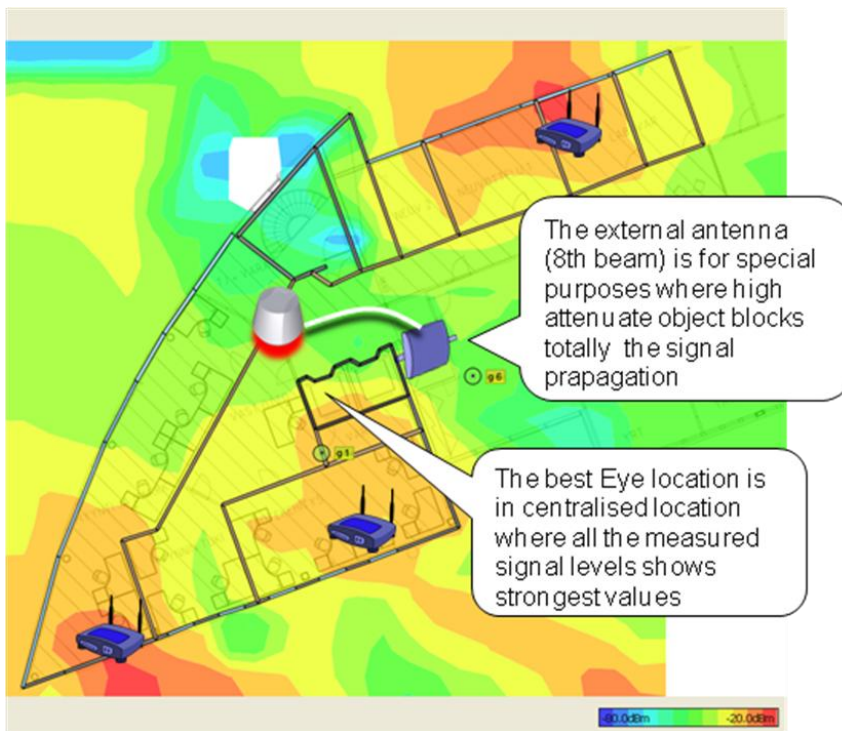 The external antenna
(8th beam) is for special
purposes where high
attenuate object blocks
totally the signal
prapagation
g6
g1
The best Eye location is
in centralised location
where all the measured
signal levels shows
strongest values
-80.0dBm
-20.0dBm